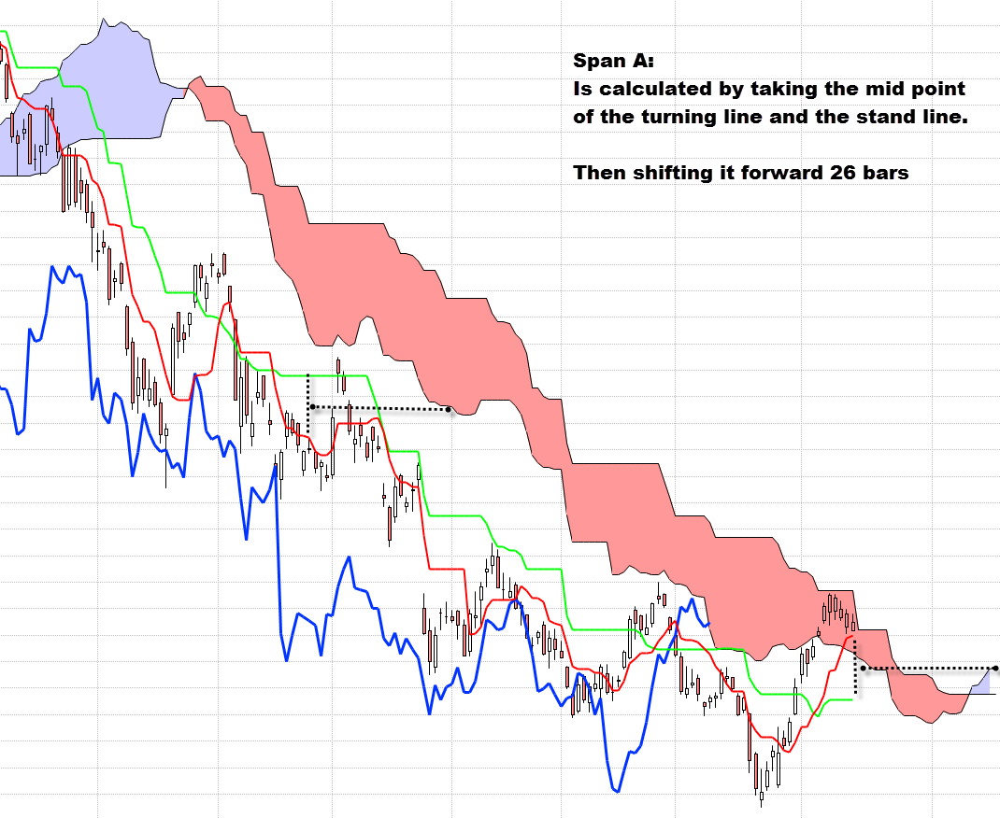 Span A:
Is calculated by taking the mid point
of the turning line and the stand line.
Then shifting it forward 26 bars